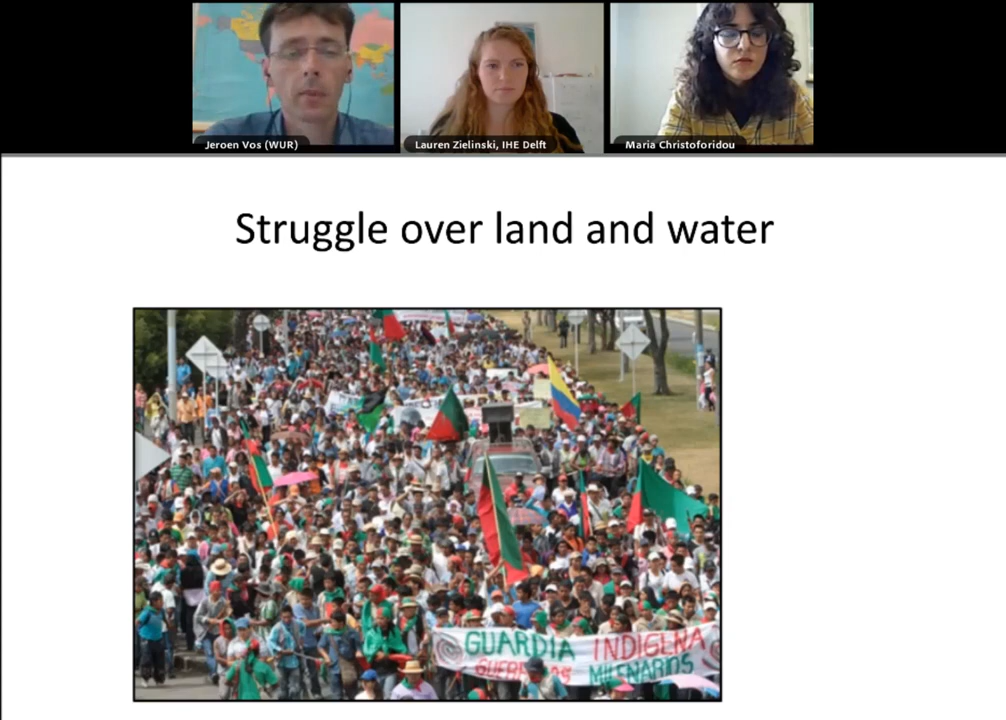 Jeroen Vos (WUR)
Lauren Zielinski, IHE Delft
Maria Christoforidou
Struggle over land and water
GUARDIA INDIGENA
MILENARIOS